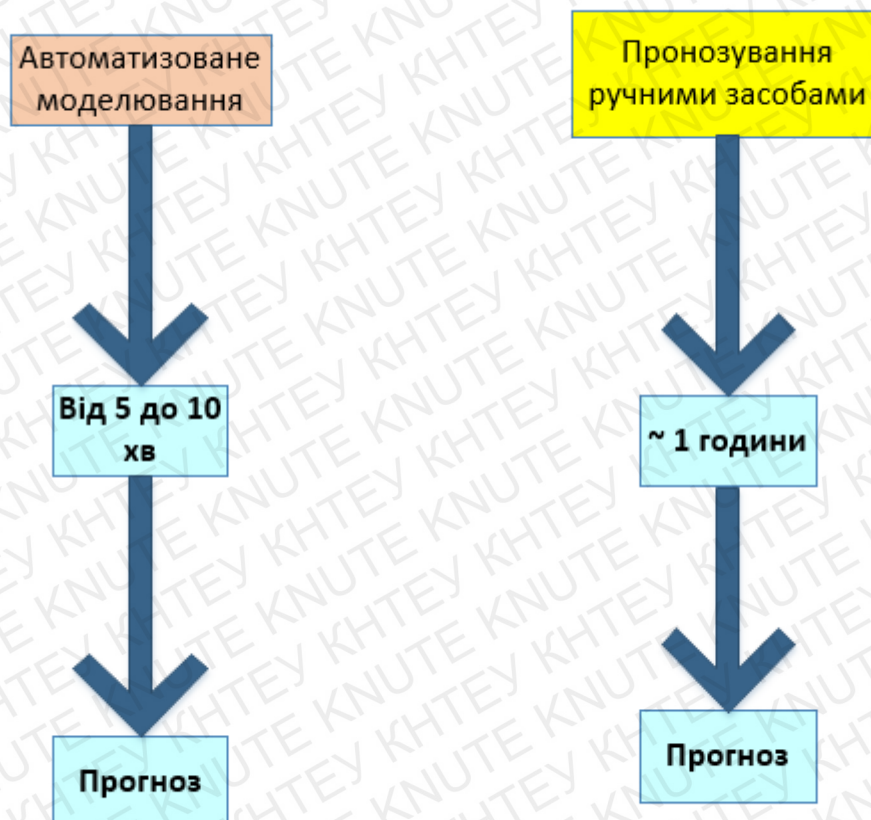 Автоматизоване
моделювання
Від 5 до 10
хв
Прогноз
Пронозування
ручними засобами
~ 1 години
Прогноз